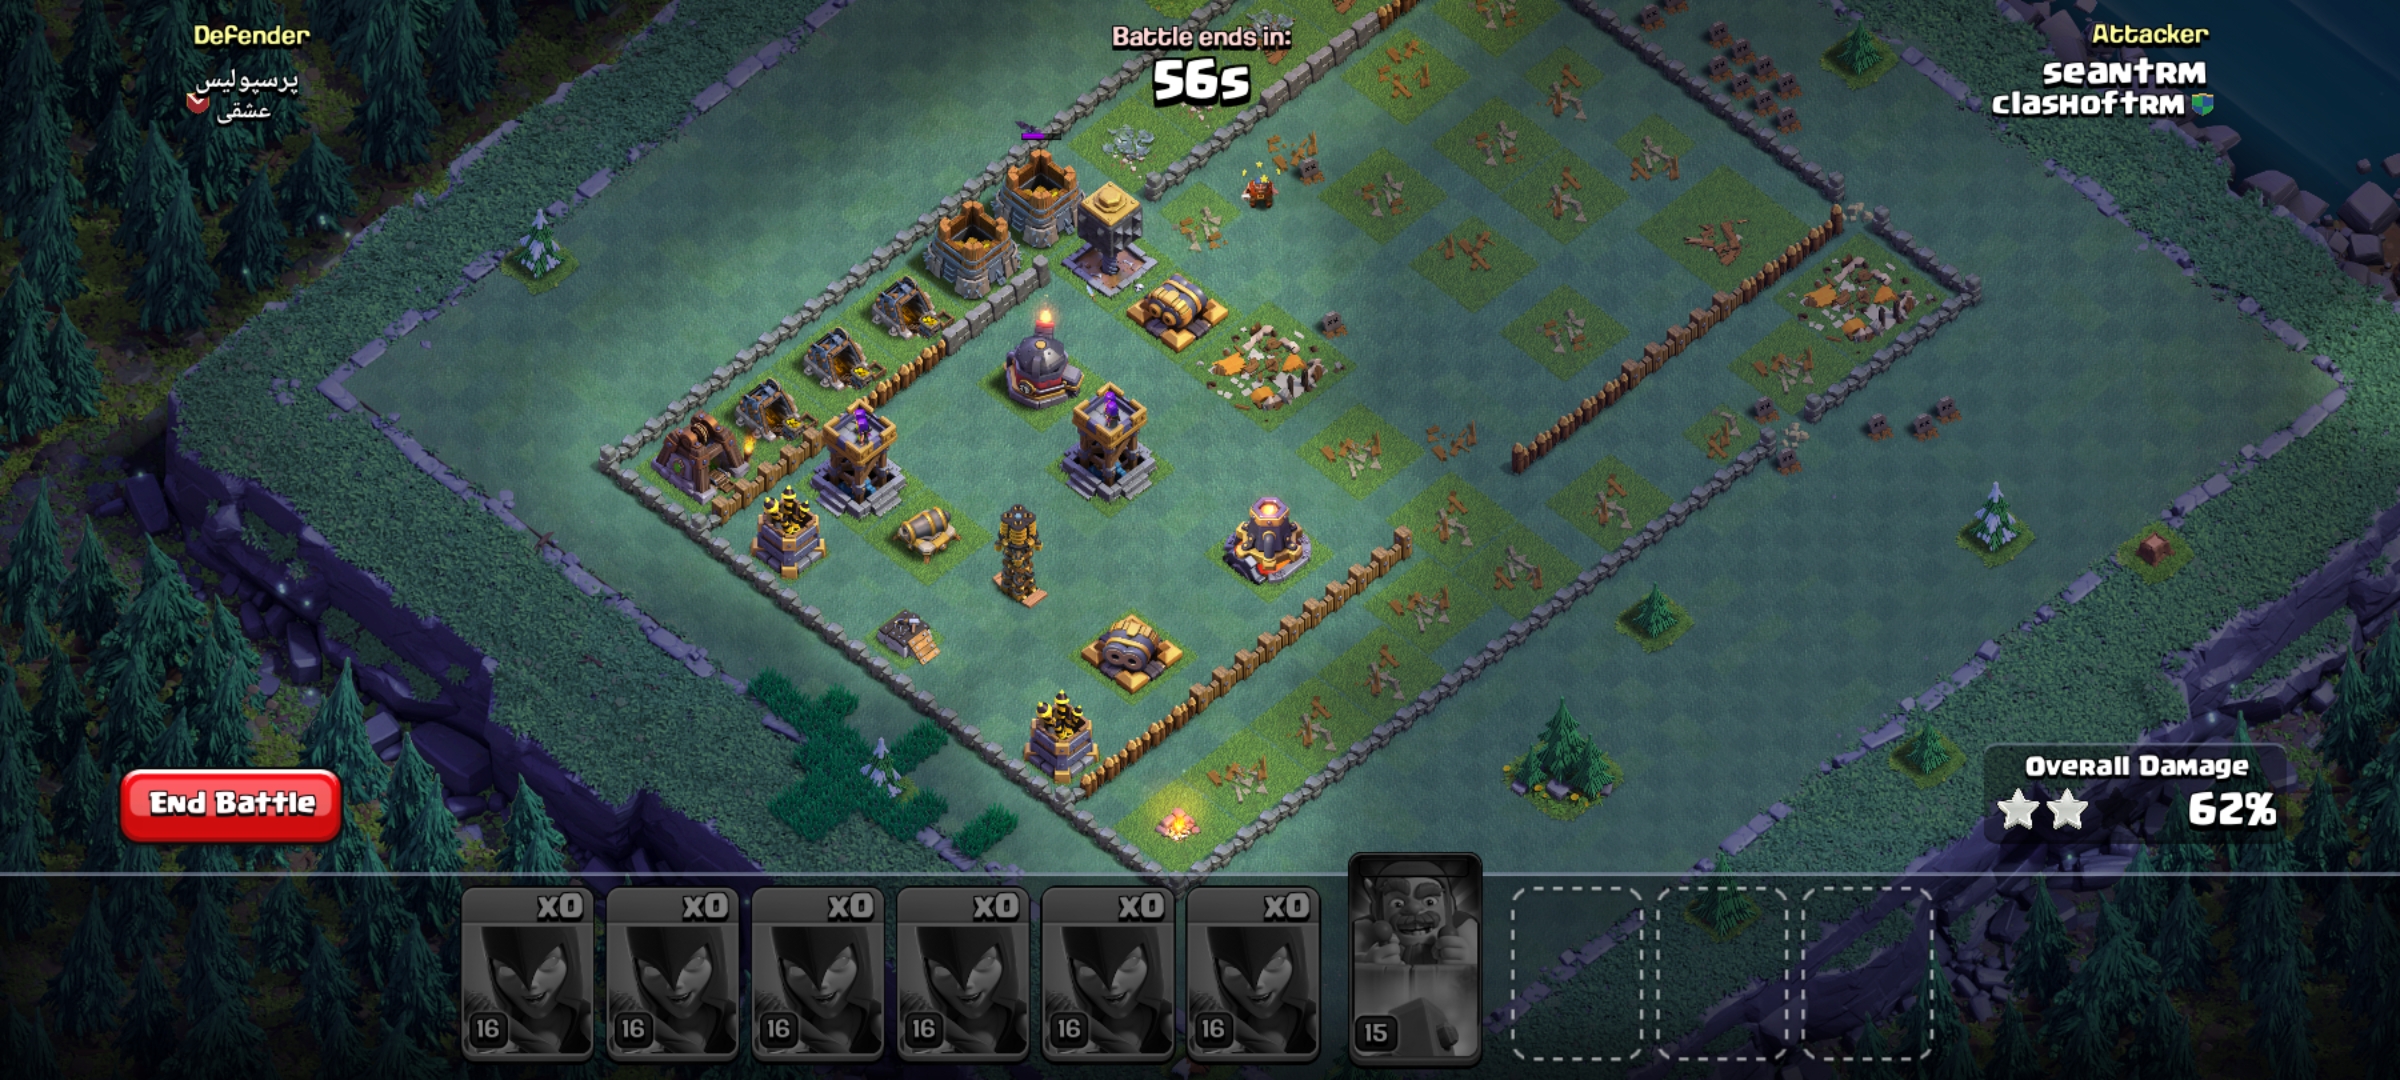 Defender
پرسپولیس
عشقی
Battle ends in:
56s
Attacker
seantRM
clashoftRM
End Battle
Overall Damage
62%
x0
x0
x0
x0
x0
x0
16
16
16
16
16
16
15